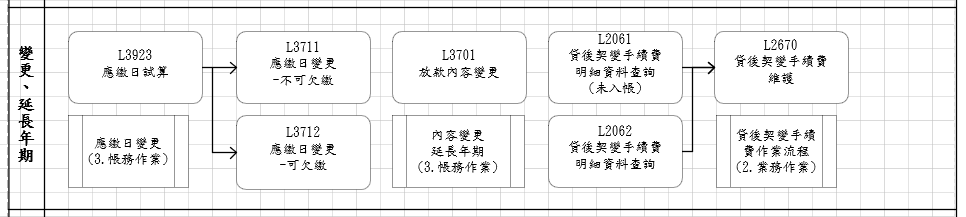 變更、延長年期
L3923
應繳日試算
L3711
應繳日變更
-不可欠繳
L3701
放款內容變更
L2061
貸後契變手續費
明細資料查詢
(未入帳)
L2670
貸後契變手續費
維護
應繳日變更
(3.帳務作業)
L3712
應繳日變更
-可欠繳
內容變更
延長年期
(3.帳務作業)
L2062
貸後契變手續費
明細資料查詢
貸後契變手續
費作業流程
(2.業務作業)